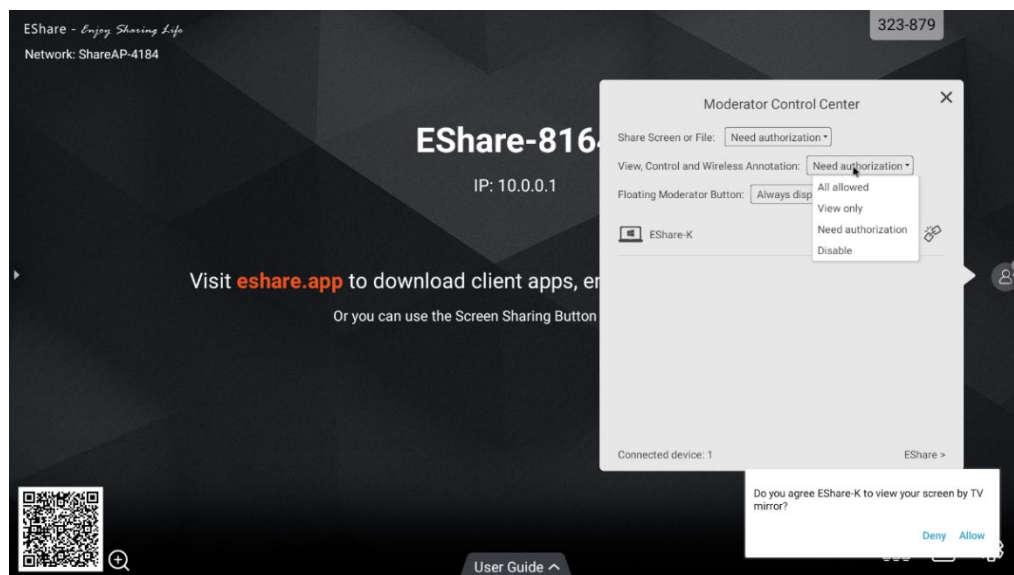 EShare - Enjoy Sharing Life
323-879
Network: ShareAP-4184
Moderator Control Center
EShare-816
Share Screen or File: Need authorization
View, Control and Wireless Annotation: Need authorization
IP: 10.0.0.1
All allowed
Floating Moderator Button: Always disp
View only
Need authorization
EShare-K
Disable
Visit eshare.app to download client apps, er
Or you can use the Screen Sharing Button
Connected device: 1
EShare >
Do you agree EShare-K to view your screen by TV
mirror?
Deny Allow
User Guide